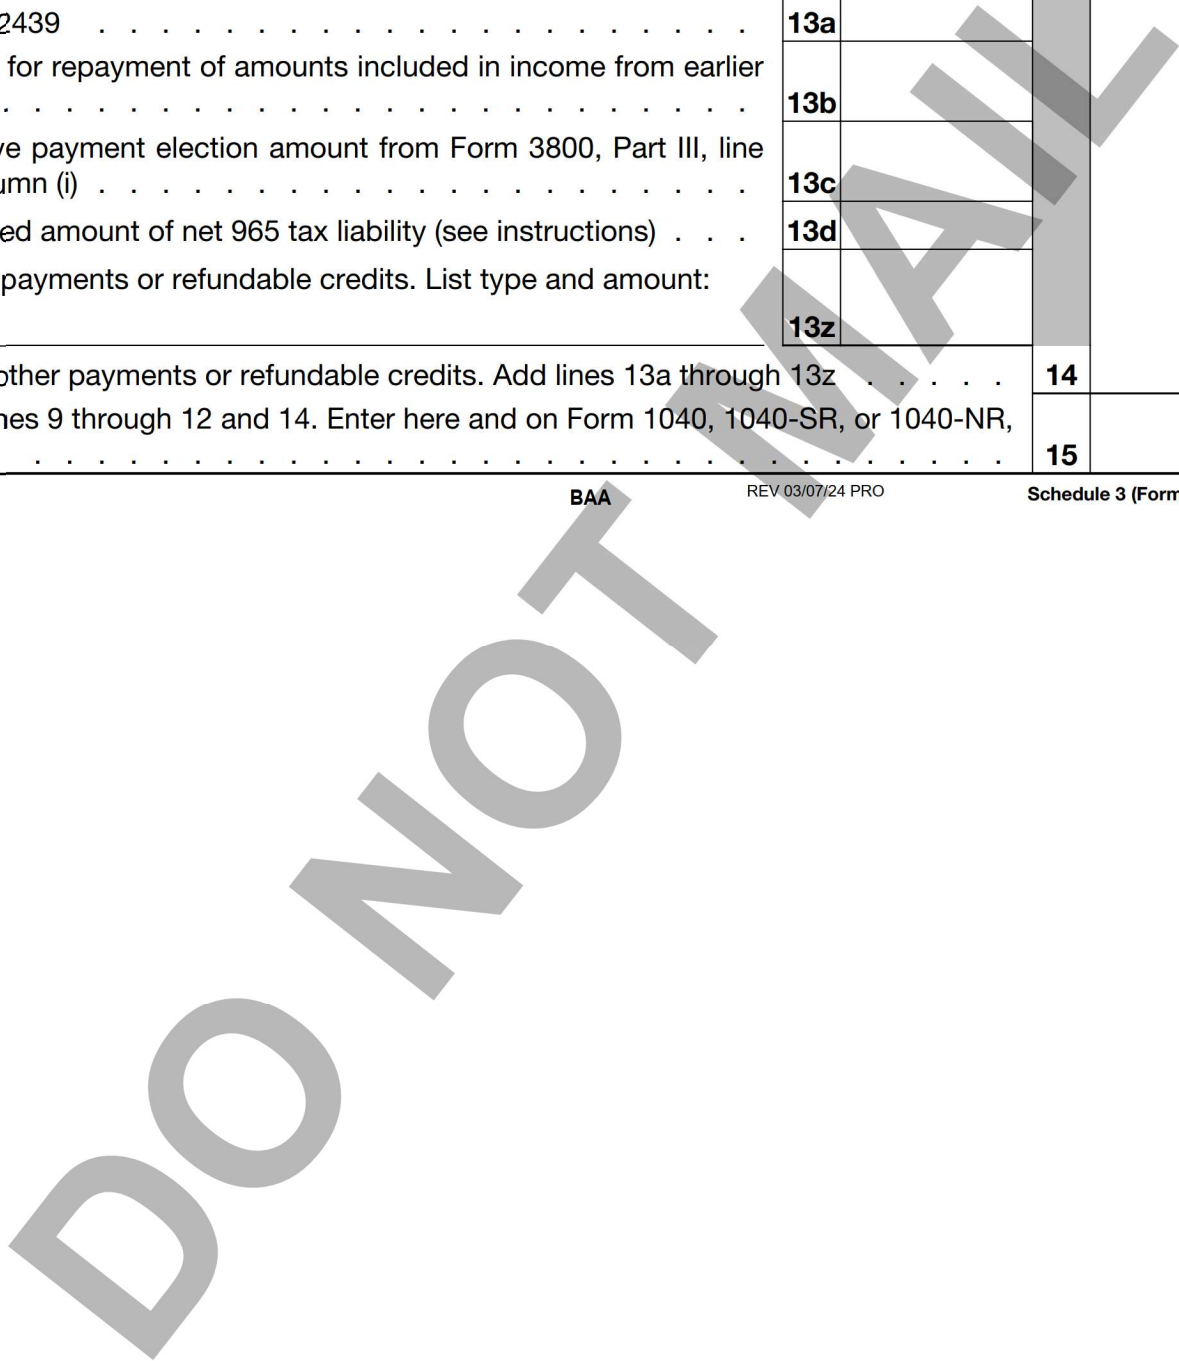 2439 . . . . . . . . . . . . . . . . . . . . . 13a
for repayment of amounts included in income from earlier
. . . . . . . . . . . . . . . . . . . . . . . . 13b
ve payment election amount from Form 3800, Part III, line
umn (i) . . . . . . . . . . . . . . . . . . . . 13c
ed amount of net 965 tax liability (see instructions) . . . 13d
payments or refundable credits. List type and amount:
13z
other payments or refundable credits. Add lines 13a through 13z . . . . . 14
nes 9 through 12 and 14. Enter here and on Form 1040, 1040-SR, or 1040-NR,
. . . . . . . . . . . . . . . . . . . . . . . . . . . . . . . 15
BAA REV 03/07/24 PRO Schedule 3 (Form
DO NOT MAIL